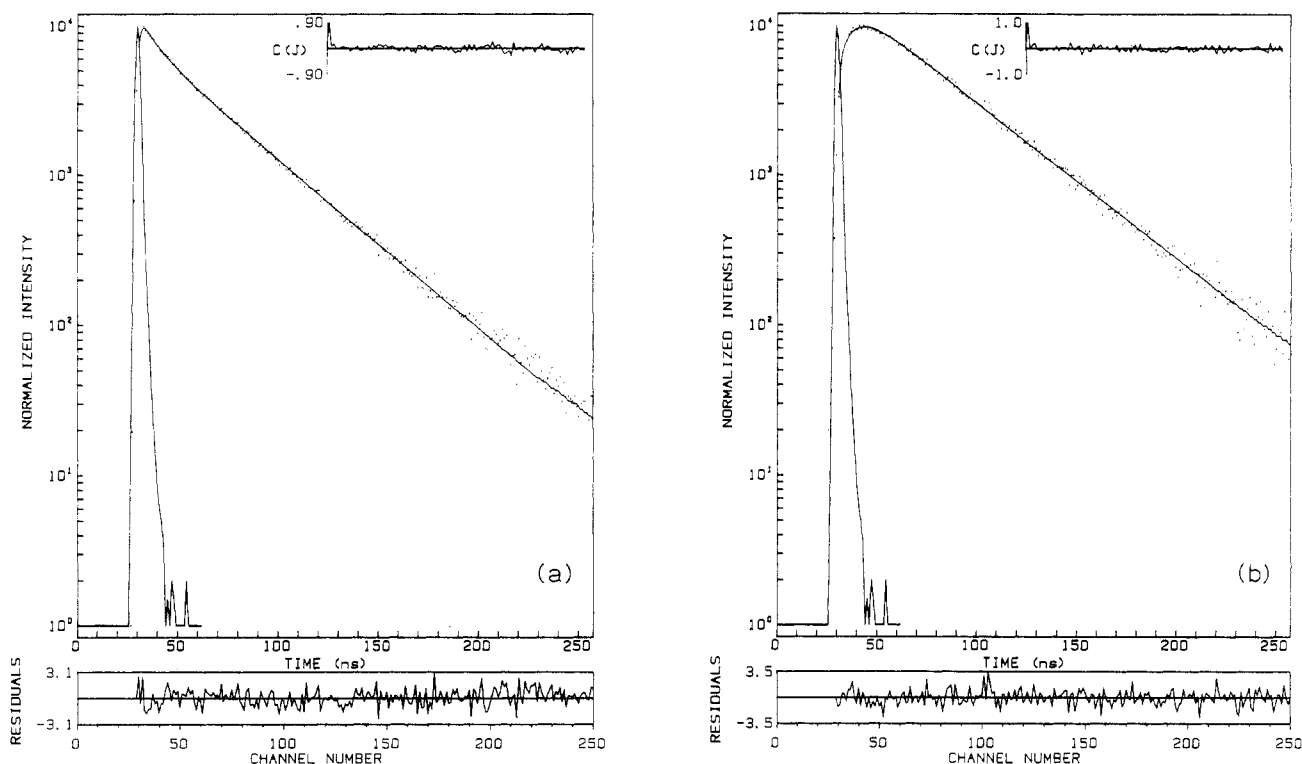 10⁴
10³
10²
10¹
10⁰
NORMALIZED INTENSITY
.90
C(J)
-.90
(a)
0 50 100 150 200 250
TIME (ns)
RESIDUALS
3.1
-3.1
0 50 100 150 200 250
CHANNEL NUMBER
10⁴
10³
10²
10¹
10⁰
NORMALIZED INTENSITY
1.0
C(J)
-1.0
(b)
0 50 100 150 200 250
TIME (ns)
RESIDUALS
3.5
-3.5
0 50 100 150 200 250
CHANNEL NUMBER